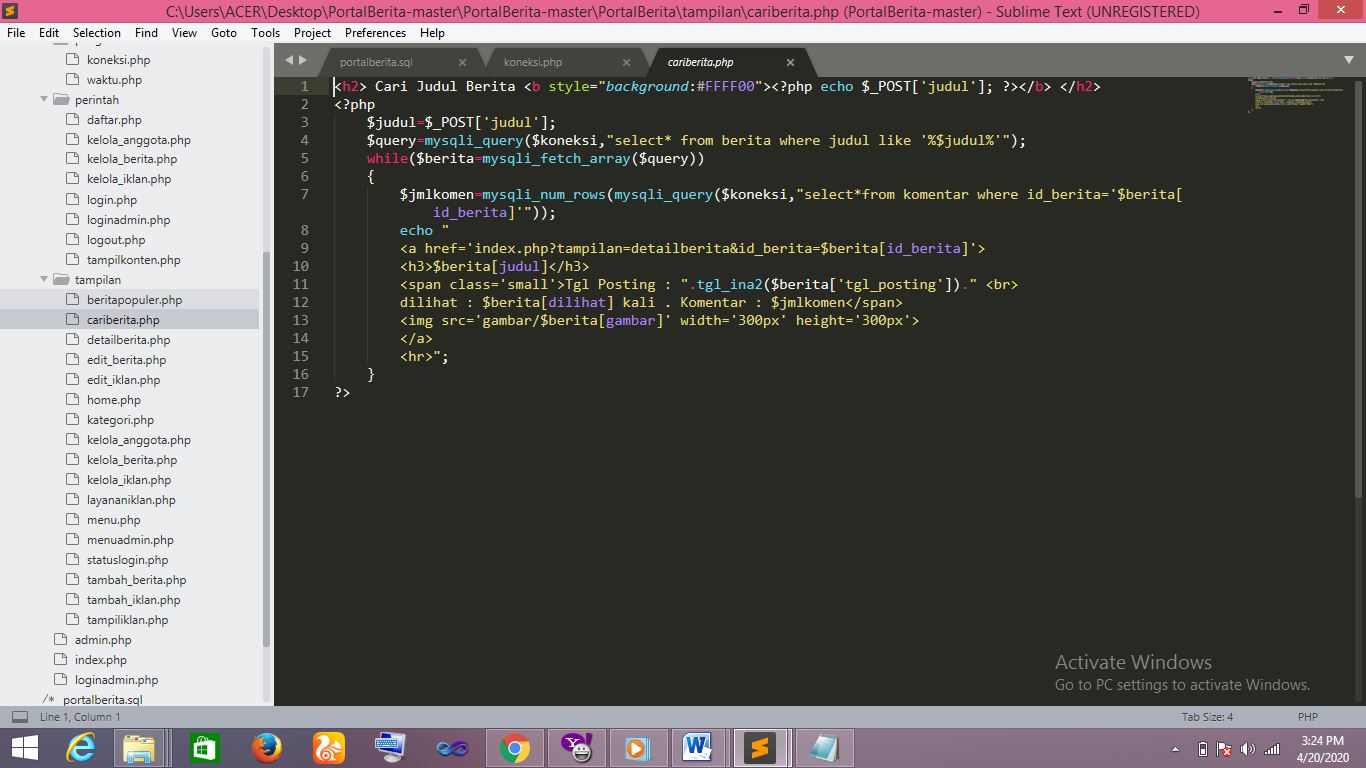 C:\Users\ACER\Desktop\PortalBerita-master\PortalBerita-master\PortalBerita\tampilan\cariberita.php (PortalBerita-master) - Sublime Text (UNREGISTERED)
File Edit Selection Find View Goto Tools Project Preferences Help
koneksi.php
waktu.php
perintah
daftar.php
kelola_anggota.php
kelola_berita.php
kelola_iklan.php
login.php
loginadmin.php
logout.php
tampilkonten.php
tampilan
beritapopuler.php
cariberita.php
detailberita.php
edit_berita.php
edit_iklan.php
home.php
kategori.php
kelola_anggota.php
kelola_berita.php
kelola_iklan.php
layananiklan.php
menu.php
menuadmin.php
statuslogin.php
tambah_berita.php
tambah_iklan.php
tampiliklan.php
admin.php
index.php
loginadmin.php
/* portalberita.sql
portalberita.sql koneksi.php cariberita.php
1 <h2> Cari Judul Berita <b style="background:#FFFF00"><?php echo $_POST['judul']; ?></b> </h2>
2 <?php
3 $judul=$_POST['judul'];
4 $query=mysqli_query($koneksi,"select* from berita where judul like '%$judul%'");
5 while($berita=mysqli_fetch_array($query))
6 {
7 $jmlkomen=mysqli_num_rows(mysqli_query($koneksi,"select*from komentar where id_berita='$berita[
id_berita]'"));
8 echo "
9 <a href='index.php?tampilan=detailberita&id_berita=$berita[id_berita]'>
10 <h3>$berita[judul]</h3>
11 <span class='small'>Tgl Posting : ".tgl_ina2($berita['tgl_posting'])." <br>
12 dilihat : $berita[dilihat] kali . Komentar : $jmlkomen</span>
13 <img src='gambar/$berita[gambar]' width='300px' height='300px'>
14 </a>
15 <hr>";
16 }
17 ?>
Activate Windows
Go to PC settings to activate Windows.
Line 1, Column 1 Tab Size: 4 PHP
3:24 PM
4/20/2020